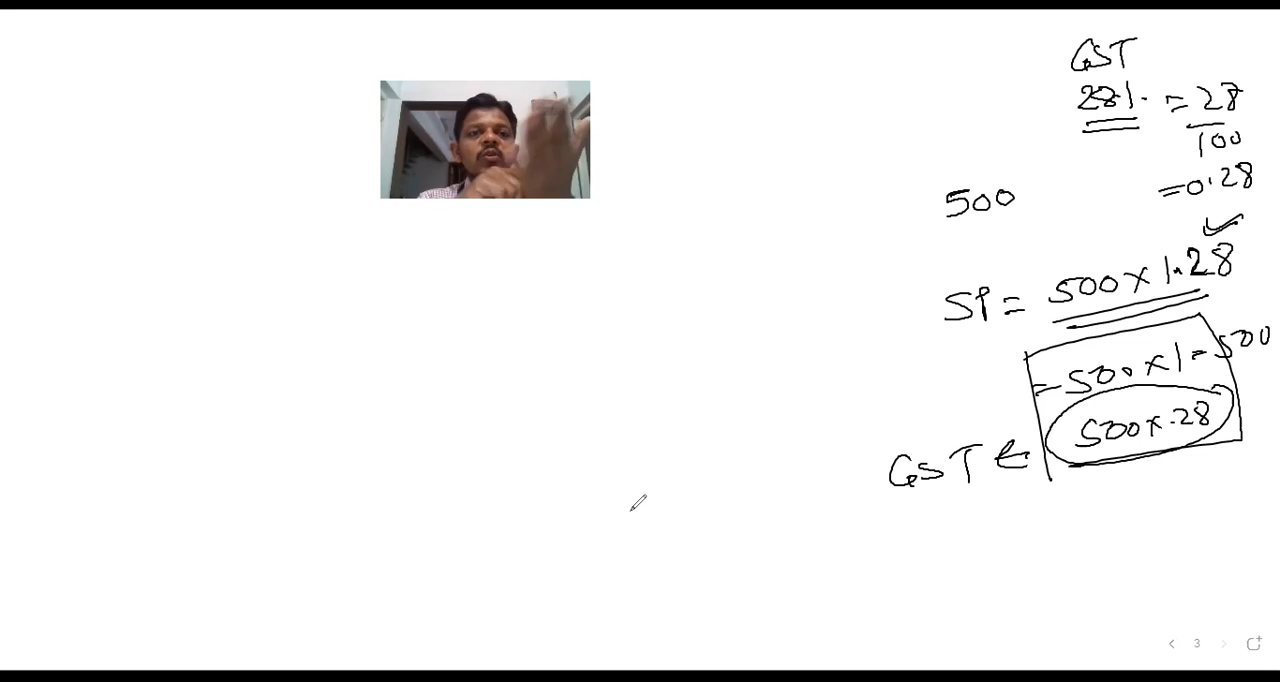 GST
28% = 28
100
= 0.28
500
SP = 500 x 1.28
= 500 x 1 = 500
500 x .28
GST ←
3